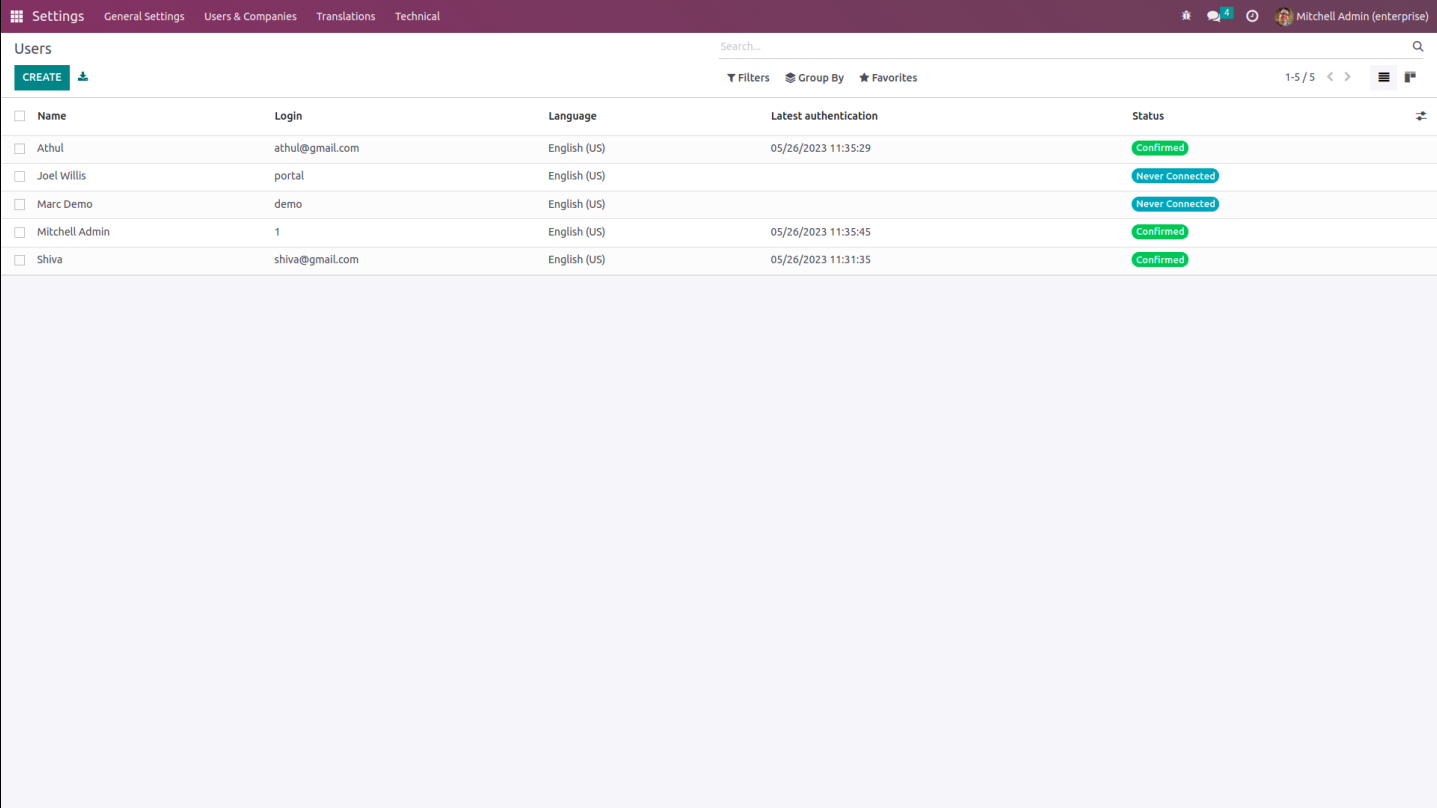 Settings General Settings Users & Companies Translations Technical 4 Mitchell Admin (enterprise)
Users Search...
CREATE Filters Group By Favorites 1-5 / 5
Name Login Language Latest authentication Status
Athul athul@gmail.com English (US) 05/26/2023 11:35:29 Confirmed
Joel Willis portal English (US) Never Connected
Marc Demo demo English (US) Never Connected
Mitchell Admin 1 English (US) 05/26/2023 11:35:45 Confirmed
Shiva shiva@gmail.com English (US) 05/26/2023 11:31:35 Confirmed